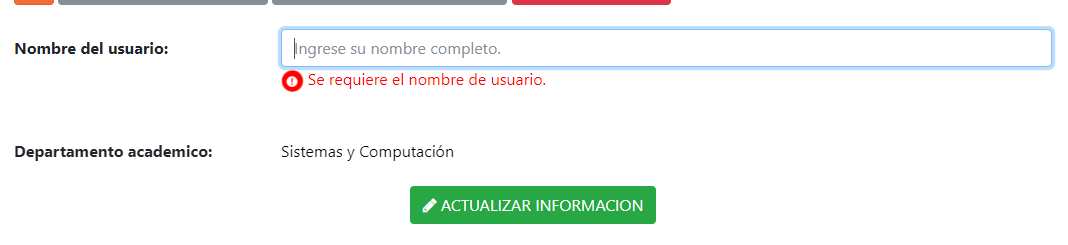 Nombre del usuario:
Ingrese su nombre completo.
Se requiere el nombre de usuario.
Departamento academico:
Sistemas y Computación
ACTUALIZAR INFORMACION